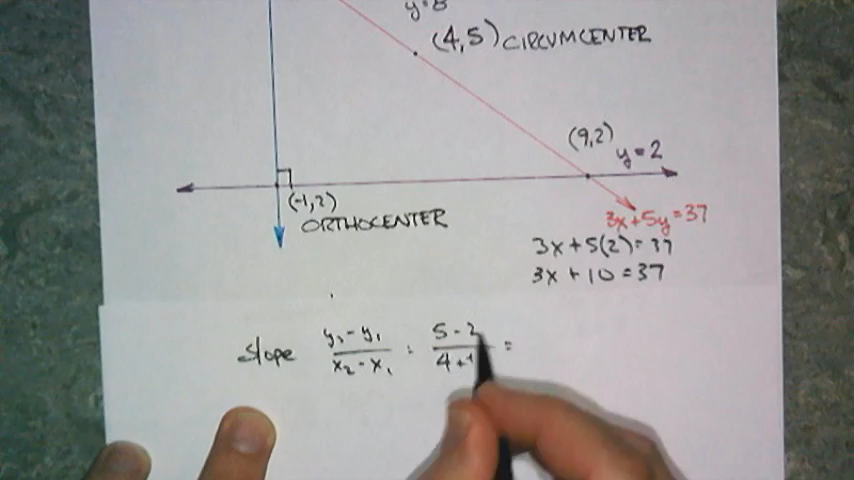 y=8
(4,5) CIRCUMCENTER
(9,2)
y=2
(-1,2)
ORTHOCENTER
3x+5y=37
3x+5(2)=37
3x+10=37
slope y₂-y₁ / x₂-x₁ = 5-2 / 4+1 =